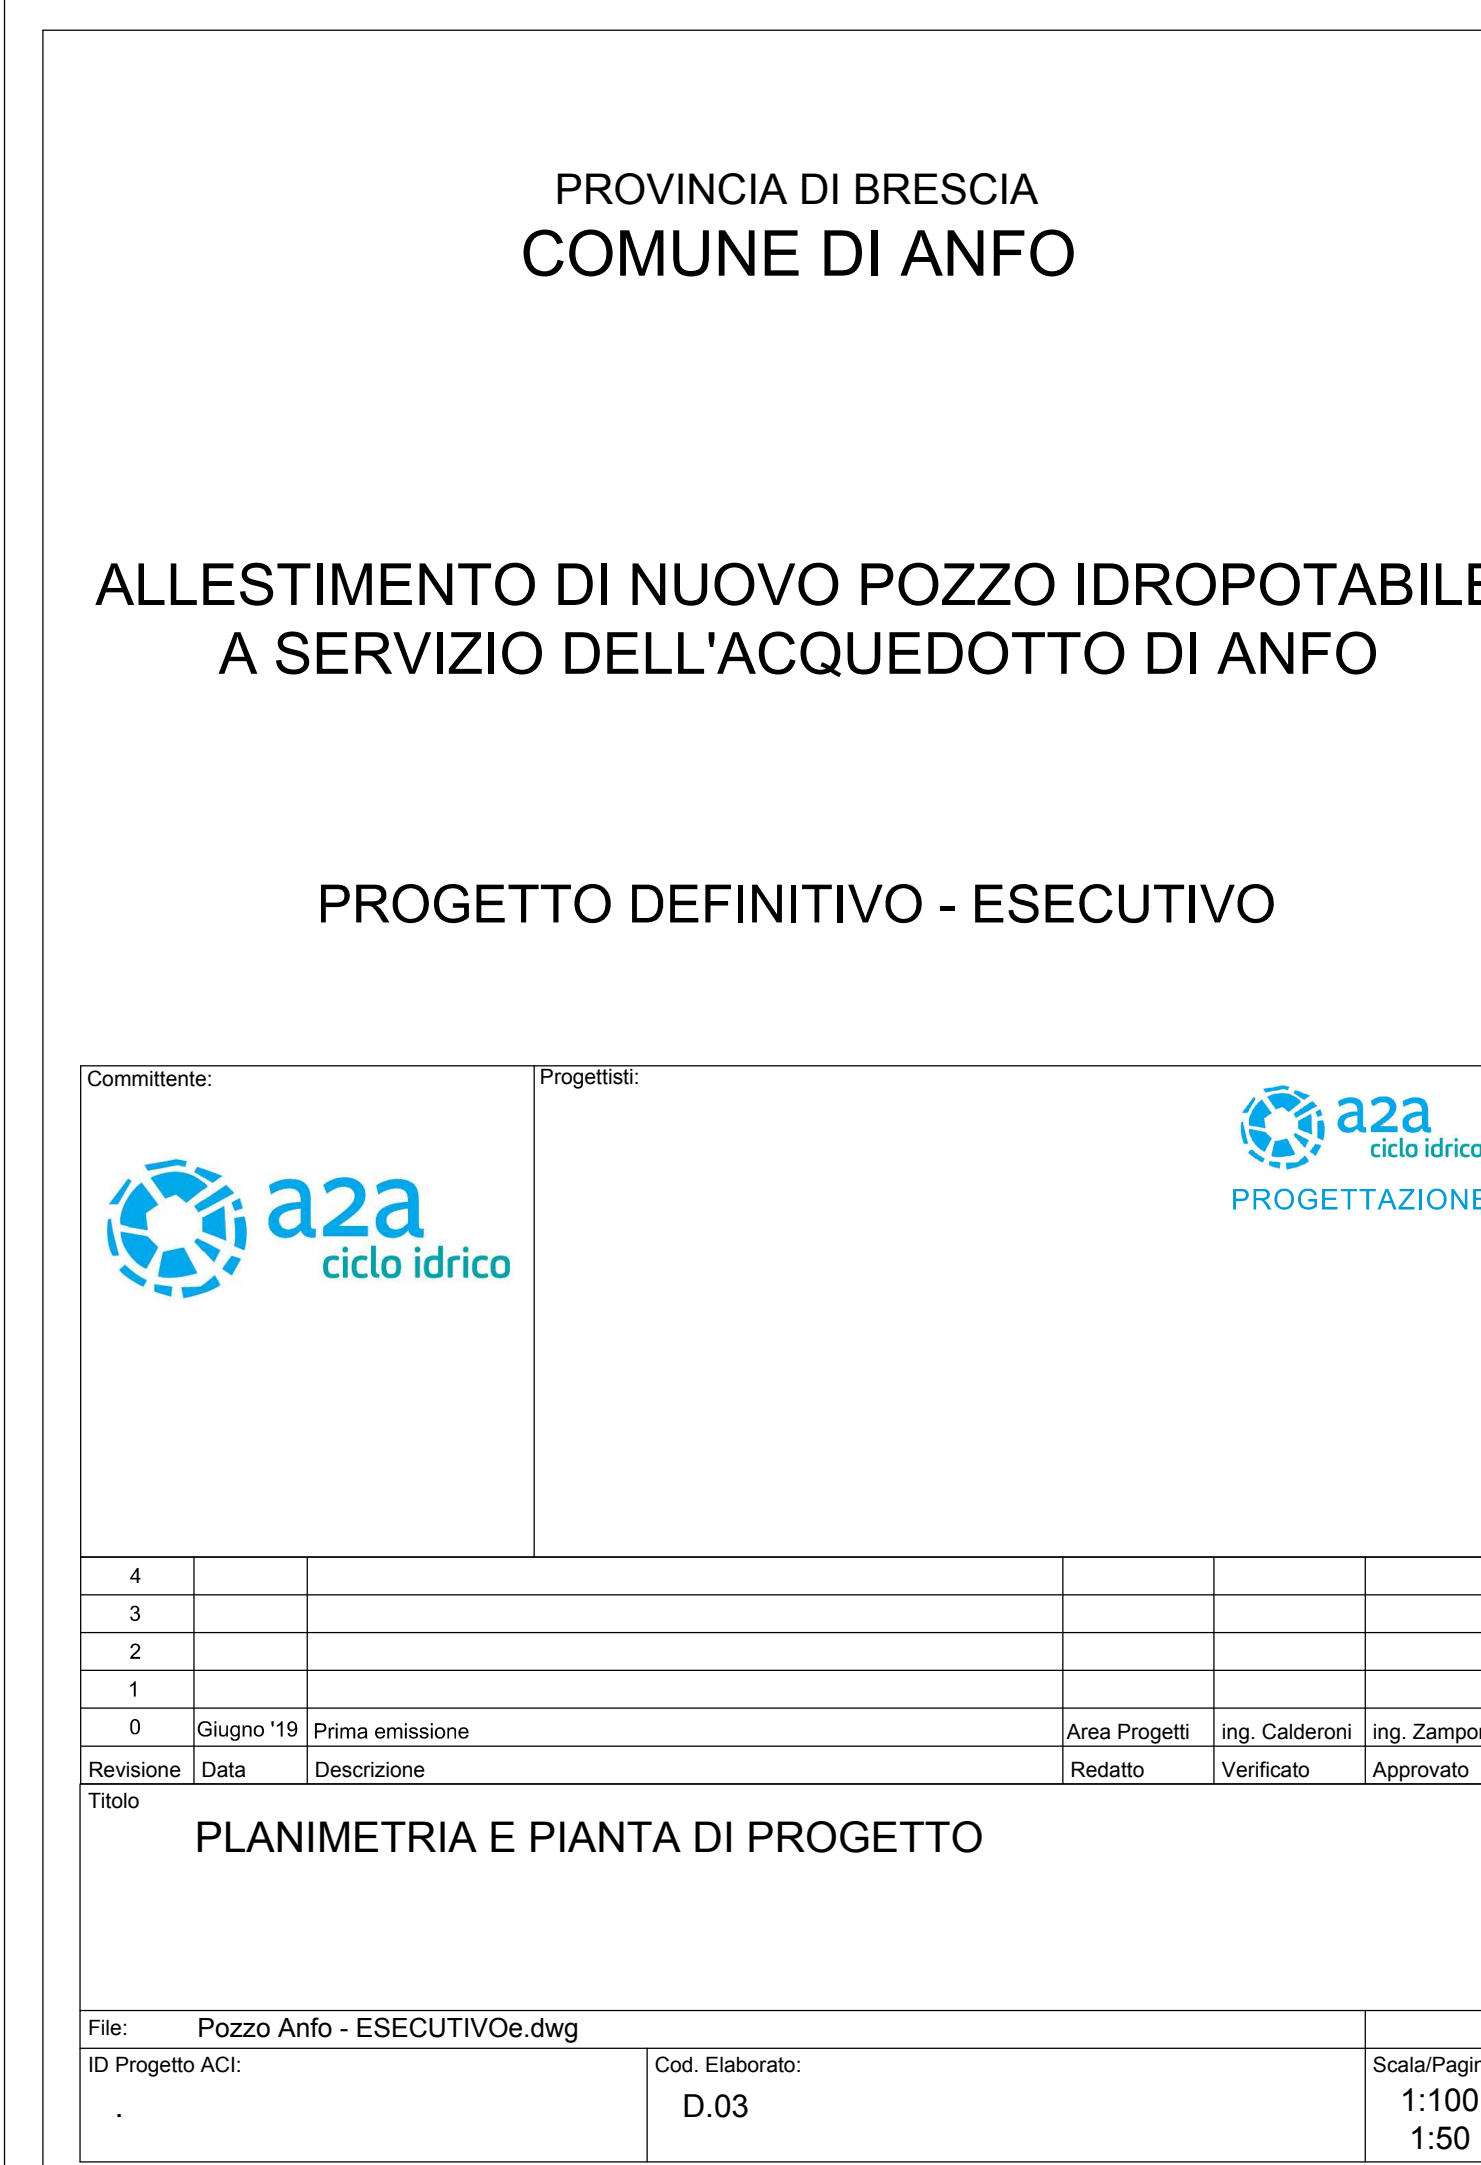 PROVINCIA DI BRESCIA
COMUNE DI ANFO
ALLESTIMENTO DI NUOVO POZZO IDROPOTABILE
A SERVIZIO DELL'ACQUEDOTTO DI ANFO
PROGETTO DEFINITIVO - ESECUTIVO
Committente:
a2a
ciclo idrico
Progettisti:
a2a
ciclo idrico
PROGETTAZIONE
4
3
2
1
0 Giugno '19 Prima emissione Area Progetti ing. Calderoni ing.
Revisione Data Descrizione Redatto Verificato Approvato
Titolo
PLANIMETRIA E PIANTA DI PROGETTO
File: Pozzo Anfo - ESECUTIVOe.dwg
ID Progetto ACI:
.
Cod. Elaborato:
D.03
1:100
1:50